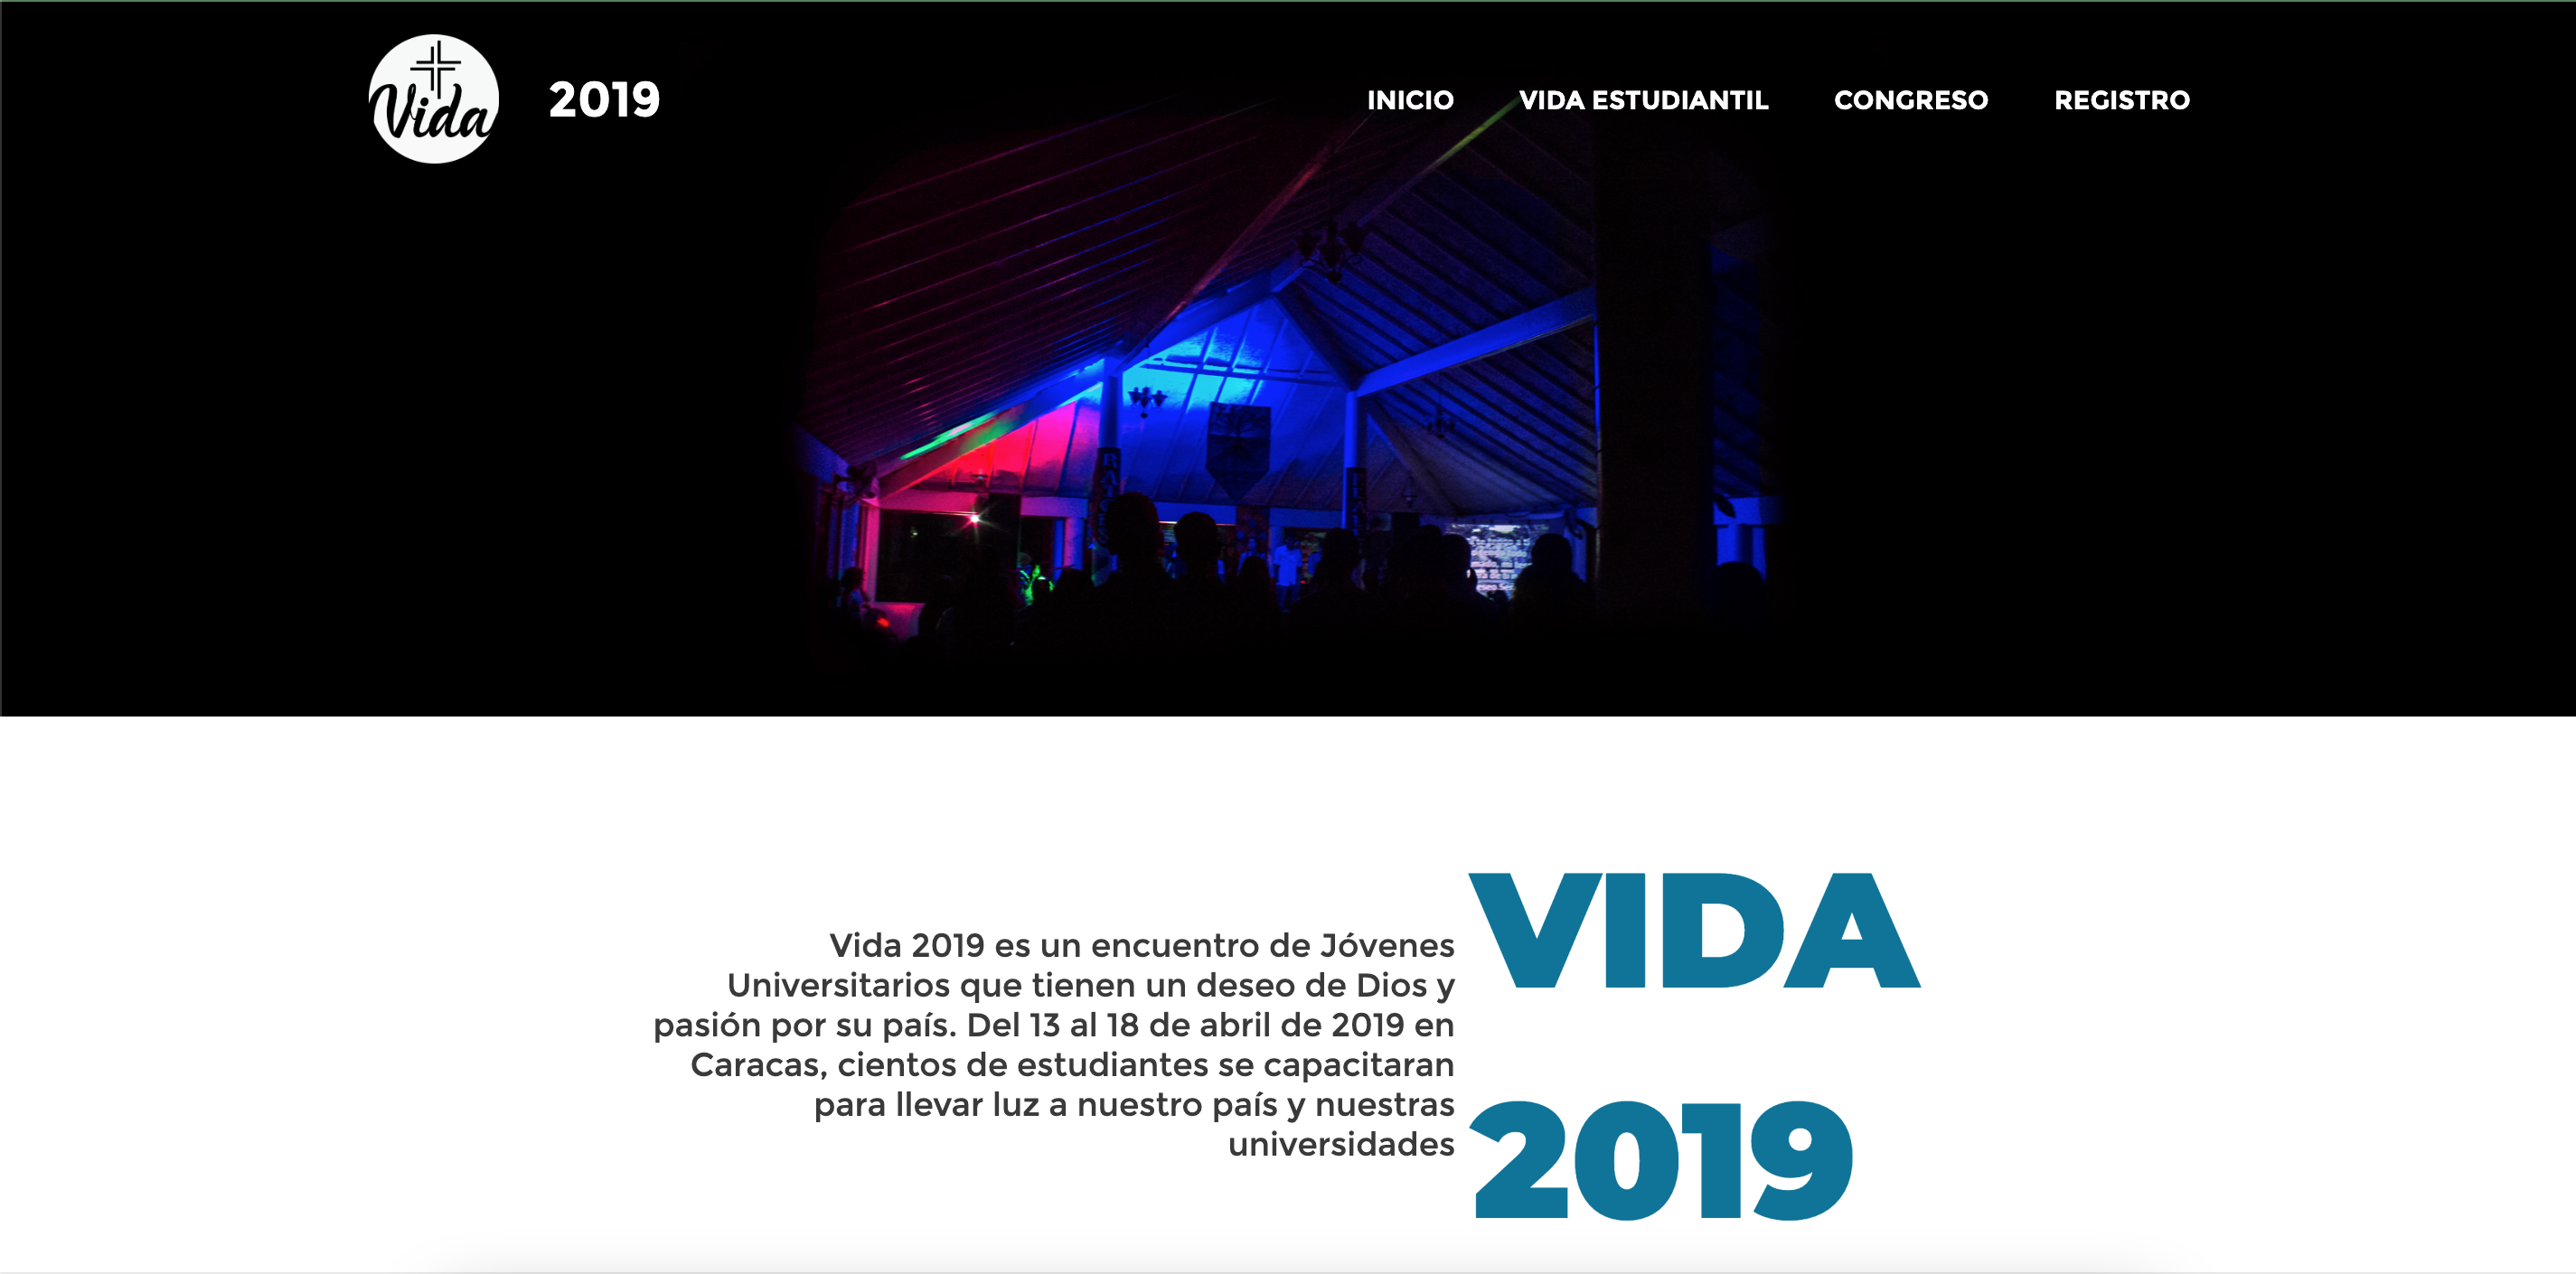 Vida
2019
INICIO
VIDA ESTUDIANTIL
CONGRESO
REGISTRO
Vida 2019 es un encuentro de Jóvenes
Universitarios que tienen un deseo de Dios y
pasión por su país. Del 13 al 18 de abril de 2019 en
Caracas, cientos de estudiantes se capacitaran
para llevar luz a nuestro país y nuestras
universidades
VIDA
2019